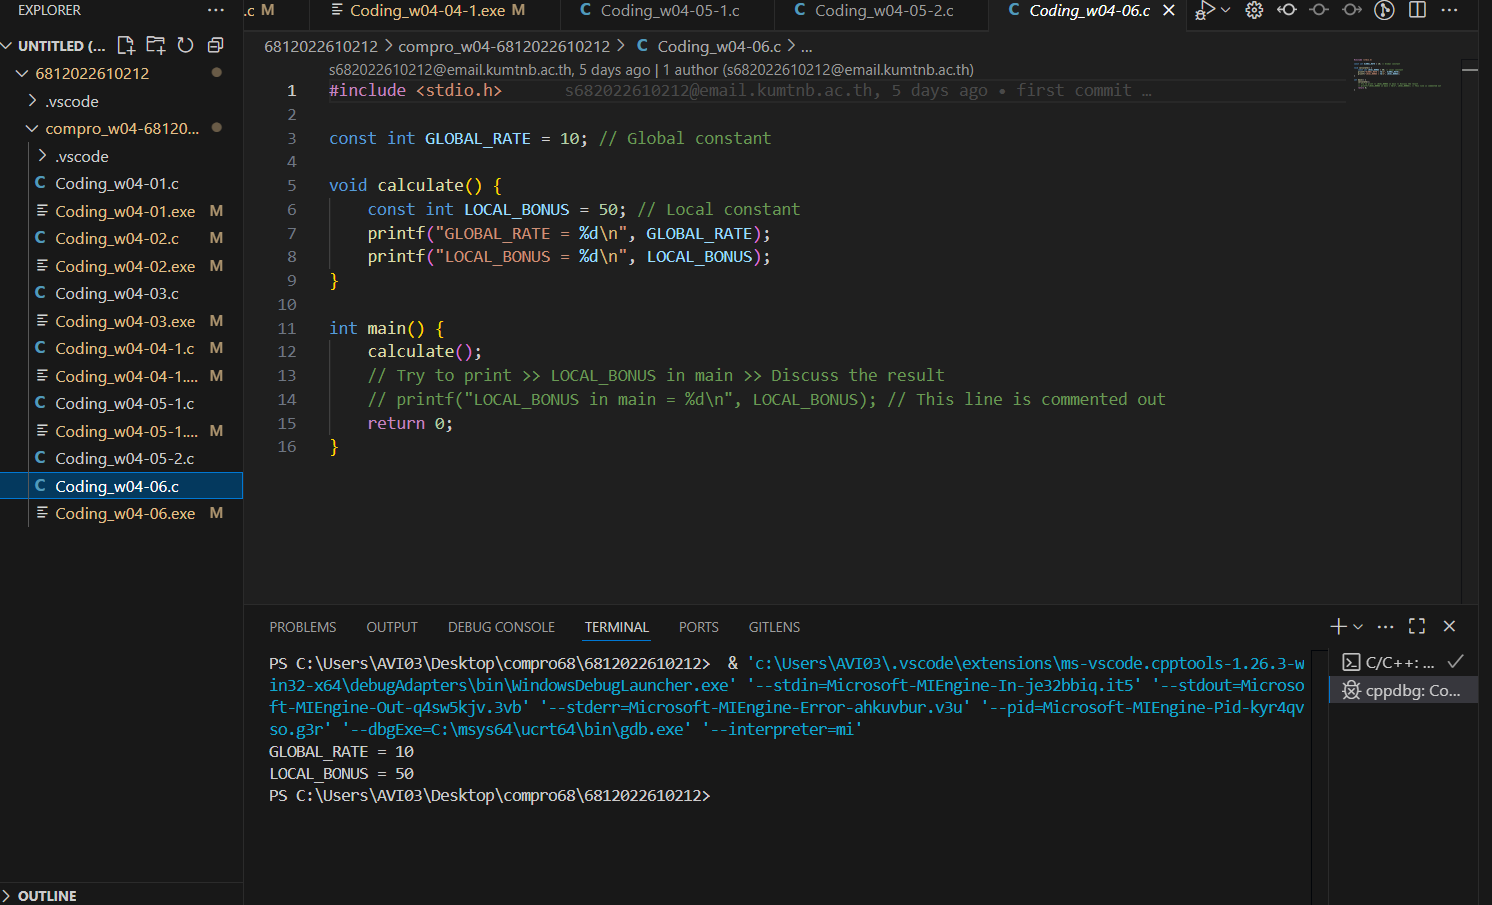 EXPLORER
UNTITLED (...
6812022610212
.vscode
compro_w04-68120...
.vscode
Coding_w04-01.c
Coding_w04-01.exe M
Coding_w04-02.c M
Coding_w04-02.exe M
Coding_w04-03.c
Coding_w04-03.exe M
Coding_w04-04-1.c M
Coding_w04-04-1.... M
Coding_w04-05-1.c
Coding_w04-05-1.... M
Coding_w04-05-2.c
Coding_w04-06.c
Coding_w04-06.exe M
OUTLINE
.c M Coding_w04-04-1.exe M C Coding_w04-05-1.c C Coding_w04-05-2.c C Coding_w04-06.c
6812022610212 > compro_w04-6812022610212 > C Coding_w04-06.c > ...
s682022610212@email.kumtnb.ac.th, 5 days ago | 1 author (s682022610212@email.kumtnb.ac.th)
1 #include <stdio.h> s682022610212@email.kumtnb.ac.th, 5 days ago • first commit …
2
3 const int GLOBAL_RATE = 10; // Global constant
4
5 void calculate() {
6     const int LOCAL_BONUS = 50; // Local constant
7     printf("GLOBAL_RATE = %d\n", GLOBAL_RATE);
8     printf("LOCAL_BONUS = %d\n", LOCAL_BONUS);
9 }
10
11 int main() {
12     calculate();
13     // Try to print >> LOCAL_BONUS in main >> Discuss the result
14     // printf("LOCAL_BONUS in main = %d\n", LOCAL_BONUS); // This line is commented out
15     return 0;
16 }
PROBLEMS OUTPUT DEBUG CONSOLE TERMINAL PORTS GITLENS
PS C:\Users\AVI03\Desktop\compro68\6812022610212>  & 'c:\Users\AVI03\.vscode\extensions\ms-vscode.cpptools-1.26.3-w
in32-x64\debugAdapters\bin\WindowsDebugLauncher.exe' '--stdin=Microsoft-MIEngine-In-je32bbiq.it5' '--stdout=Microso
ft-MIEngine-Out-q4sw5kjv.3vb' '--stderr=Microsoft-MIEngine-Error-ahkuvbur.v3u' '--pid=Microsoft-MIEngine-Pid-kyr4qv
so.g3r' '--dbgExe=C:\msys64\ucrt64\bin\gdb.exe' '--interpreter=mi'
GLOBAL_RATE = 10
LOCAL_BONUS = 50
PS C:\Users\AVI03\Desktop\compro68\6812022610212>
C/C++: ...
cppdbg: Co...